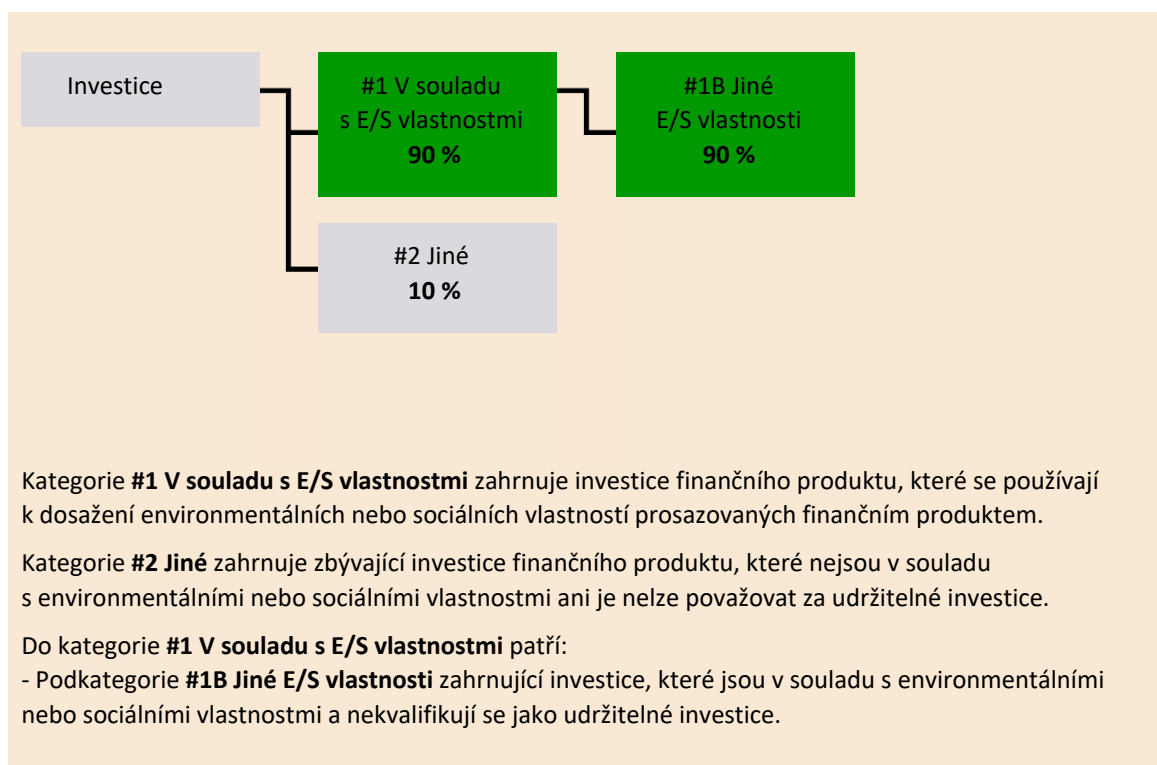 Investice
#1 V souladu
s E/S vlastnostmi
90 %
#1B Jiné
E/S vlastnosti
90 %
#2 Jiné
10 %
Kategorie #1 V souladu s E/S vlastnostmi zahrnuje investice finančního produktu, které se používají
k dosažení environmentálních nebo sociálních vlastností prosazovaných finančním produktem.
Kategorie #2 Jiné zahrnuje zbývající investice finančního produktu, které nejsou v souladu
s environmentálními nebo sociálními vlastnostmi ani je nelze považovat za udržitelné investice.
Do kategorie #1 V souladu s E/S vlastnostmi patří:
- Podkategorie #1B Jiné E/S vlastnosti zahrnující investice, které jsou v souladu s environmentálními
nebo sociálními vlastnostmi a nekvalifikují se jako udržitelné investice.